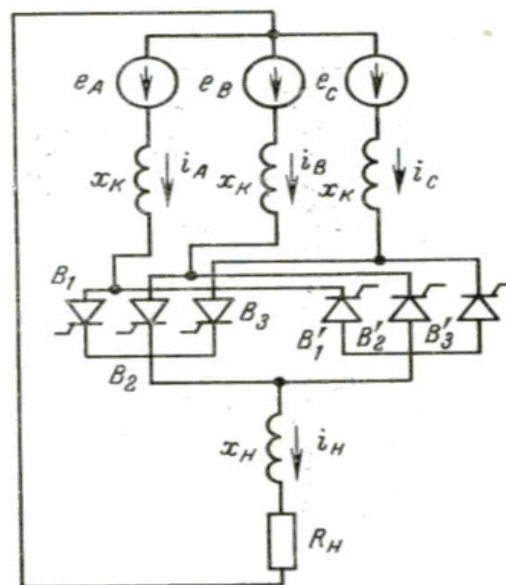 e_A e_B e_C
x_K i_A x_K i_B x_K i_C
B_1 B_3 B'_1 B'_2 B'_3
B_2
x_H i_H
R_H